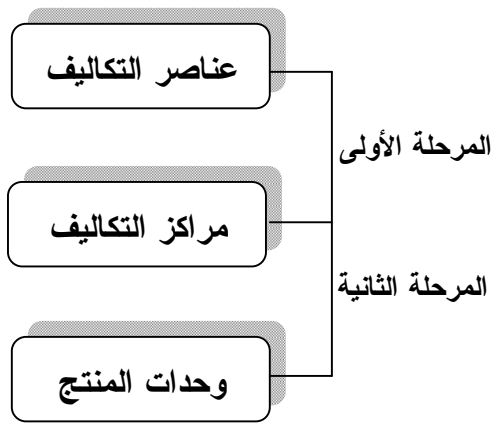 عناصر التكاليف
المرحلة الأولى
مراكز التكاليف
المرحلة الثانية
وحدات المنتج